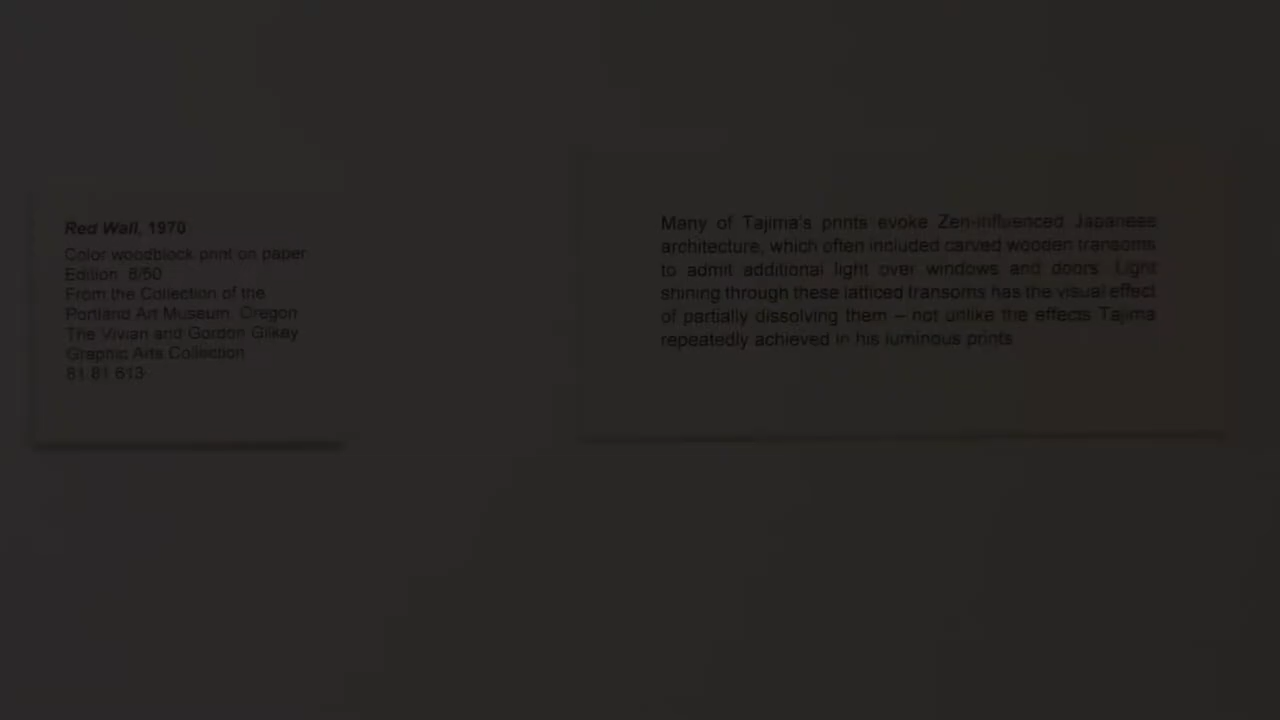 Red Wall, 1970
Color woodblock print on paper
Edition 8/50
From the Collection of the
Portland Art Museum, Oregon
The Vivian and Gordon Gilkey
Graphic Arts Collection
81.81.613
Many of Tajima's prints evoke Zen-influenced Japanese
architecture, which often included carved wooden transoms
to admit additional light over windows and doors. Light
shining through these latticed transoms has the visual effect
of partially dissolving them – not unlike the effects Tajima
repeatedly achieved in his luminous prints.